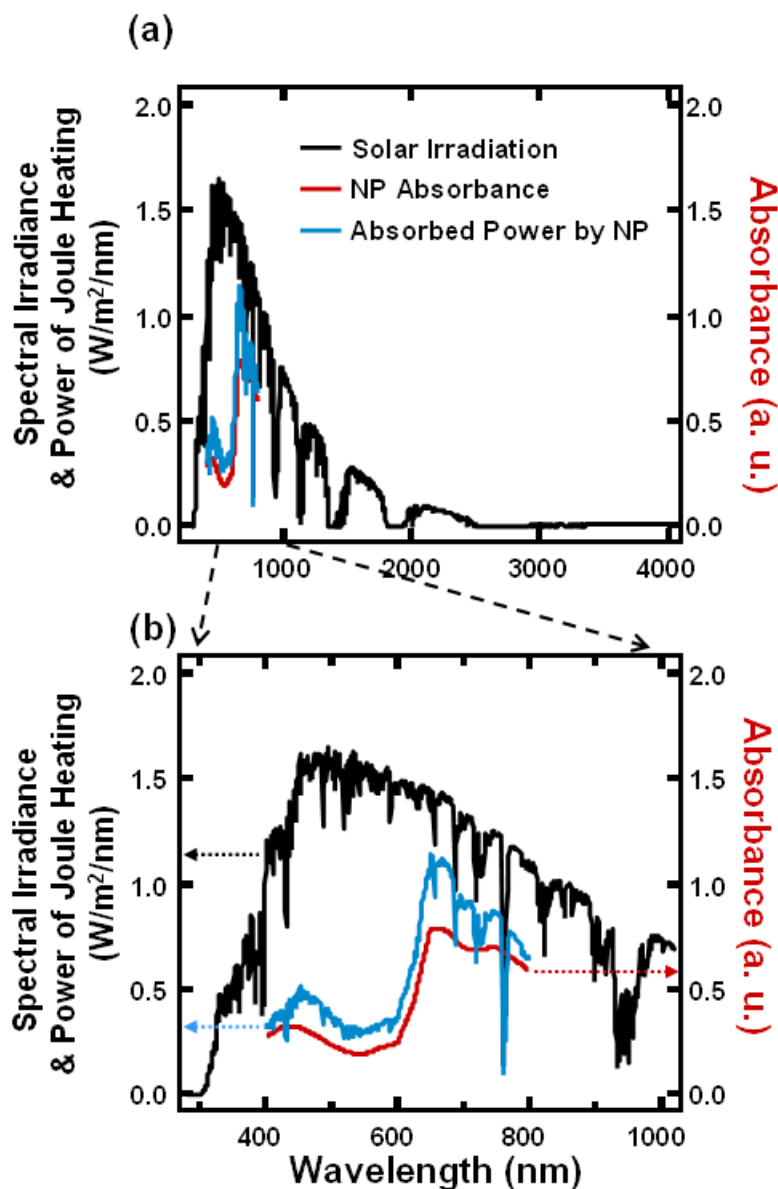 (a)
Spectral Irradiance
& Power of Joule Heating
(W/m²/nm)
2.0
1.5
1.0
0.5
0.0
Solar Irradiation
NP Absorbance
Absorbed Power by NP
2.0
1.5
1.0
0.5
0.0
Absorbance (a. u.)
1000
2000
3000
4000
(b)
Spectral Irradiance
& Power of Joule Heating
(W/m²/nm)
2.0
1.5
1.0
0.5
0.0
2.0
1.5
1.0
0.5
0.0
Absorbance (a. u.)
400
600
800
1000
Wavelength (nm)